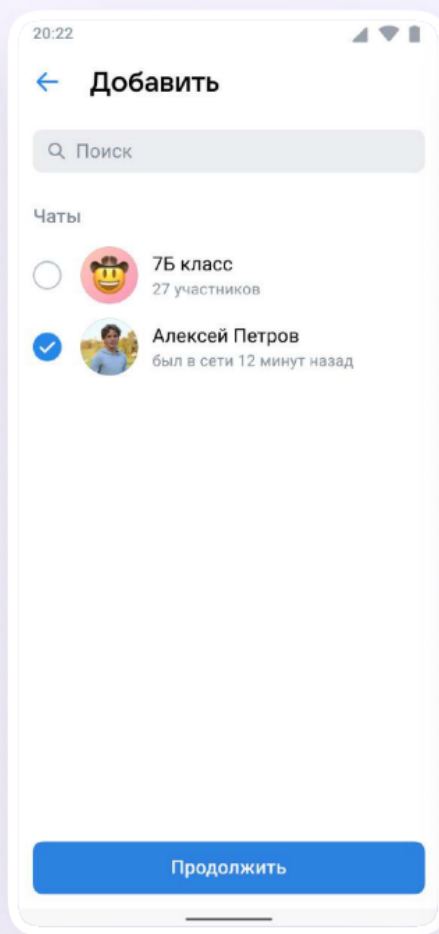 20:22
Добавить
Поиск
Чаты
7Б класс
27 участников
Алексей Петров
был в сети 12 минут назад
Продолжить